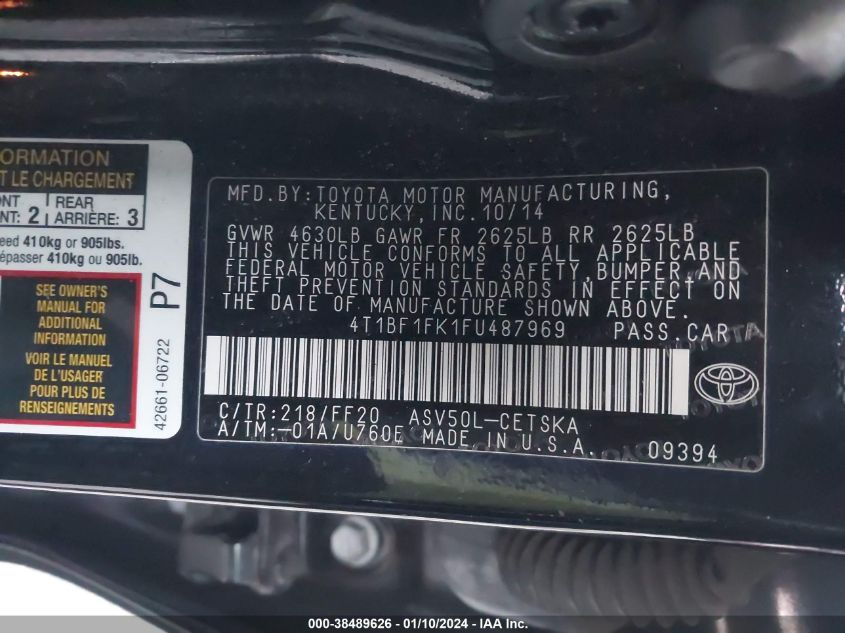 ORMATION
T LE CHARGEMENT
ONT
NT: 2
REAR
ARRIÈRE: 3
eed 410kg or 905lbs.
épasser 410kg ou 905lb.
SEE OWNER'S
MANUAL FOR
ADDITIONAL
INFORMATION
VOIR LE MANUEL
DE L'USAGER
POUR PLUS DE
RENSEIGNEMENTS
P7
42661-06722
MFD.BY:TOYOTA MOTOR MANUFACTURING,
KENTUCKY,INC.10/14
GVWR 4630LB GAWR FR 2625LB RR 2625LB
THIS VEHICLE CONFORMS TO ALL APPLICABLE
FEDERAL MOTOR VEHICLE SAFETY,BUMPER,AND
THEFT PREVENTION STANDARDS IN EFFECT ON
THE DATE OF MANUFACTURE SHOWN ABOVE.
4T1BF1FK1FU487969 PASS.CAR
C/TR:218/FF20 ASV50L-CETSKA
A/TM:-01A/U760E MADE IN U.S.A. 09394
000-38489626 - 01/10/2024 - IAA Inc.